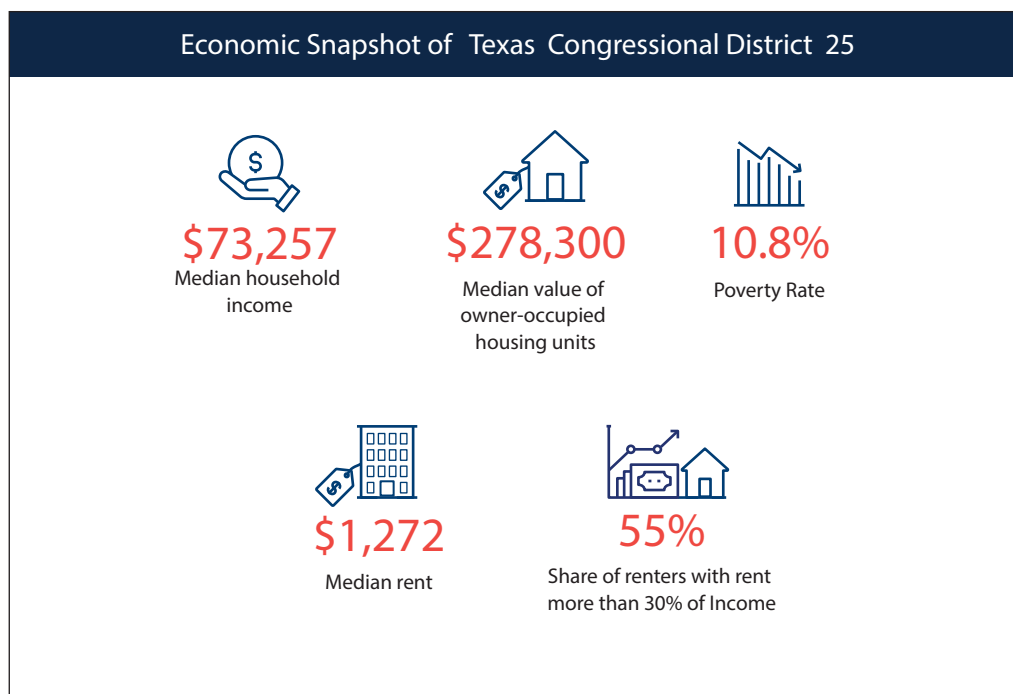 Economic Snapshot of Texas Congressional District 25
$
$73,257
Median household
income
$
$278,300
Median value of
owner-occupied
housing units
10.8%
Poverty Rate
$
$1,272
Median rent
55%
Share of renters with rent
more than 30% of Income